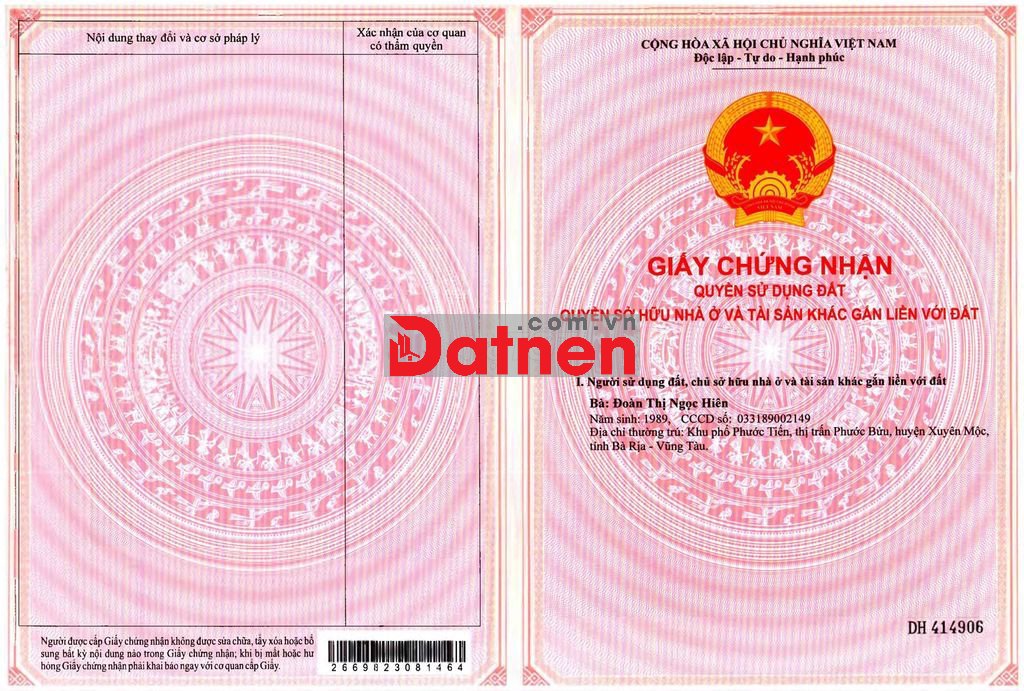 Nội dung thay đổi và cơ sở pháp lý
Xác nhận của cơ quan
có thẩm quyền
Người được cấp Giấy chứng nhận không được sửa chữa, tẩy xóa hoặc bổ
sung bất kỳ nội dung nào trong Giấy chứng nhận; khi bị mất hoặc hư
hỏng Giấy chứng nhận phải khai báo ngay với cơ quan cấp Giấy.
2669823081464
CỘNG HÒA XÃ HỘI CHỦ NGHĨA VIỆT NAM
Độc lập - Tự do - Hạnh phúc
VIỆT NAM
GIẤY CHỨNG NHẬN
QUYỀN SỬ DỤNG ĐẤT
QUYỀN SỞ HỮU NHÀ Ở VÀ TÀI SẢN KHÁC GẮN LIỀN VỚI ĐẤT
.com.vn
Datnen
I. Người sử dụng đất, chủ sở hữu nhà ở và tài sản khác gắn liền với đất
Bà: Đoàn Thị Ngọc Hiên
Năm sinh: 1989, CCCD số: 033189002149
Địa chỉ thường trú: Khu phố Phước Tiến, thị trấn Phước Bửu, huyện Xuyên Mộc,
tỉnh Bà Rịa - Vũng Tàu.
DH 414906